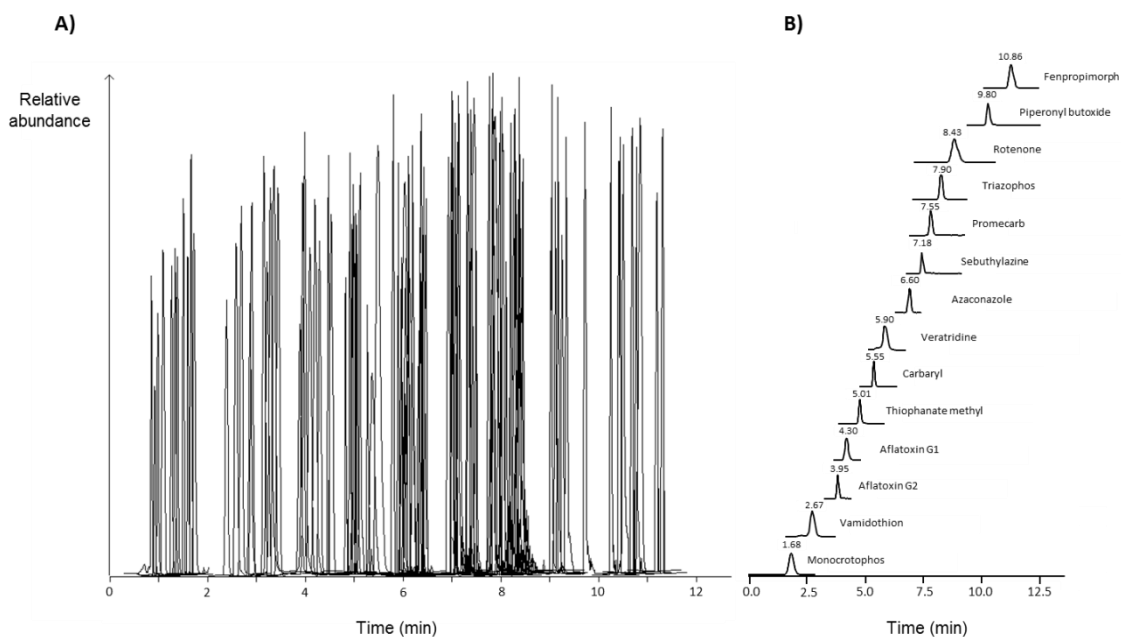 A)
Relative
abundance
0
2
4
6
8
10
12
Time (min)
B)
10.86
Fenpropimorph
9.80
Piperonyl butoxide
8.43
Rotenone
7.90
Triazophos
7.55
Promecarb
7.18
Sebuthylazine
6.60
Azaconazole
5.90
Veratridine
5.55
Carbaryl
5.01
Thiophanate methyl
4.30
Aflatoxin G1
3.95
Aflatoxin G2
2.67
Vamidothion
1.68
Monocrotophos
0.0
2.5
5.0
7.5
10.0
12.5
Time (min)